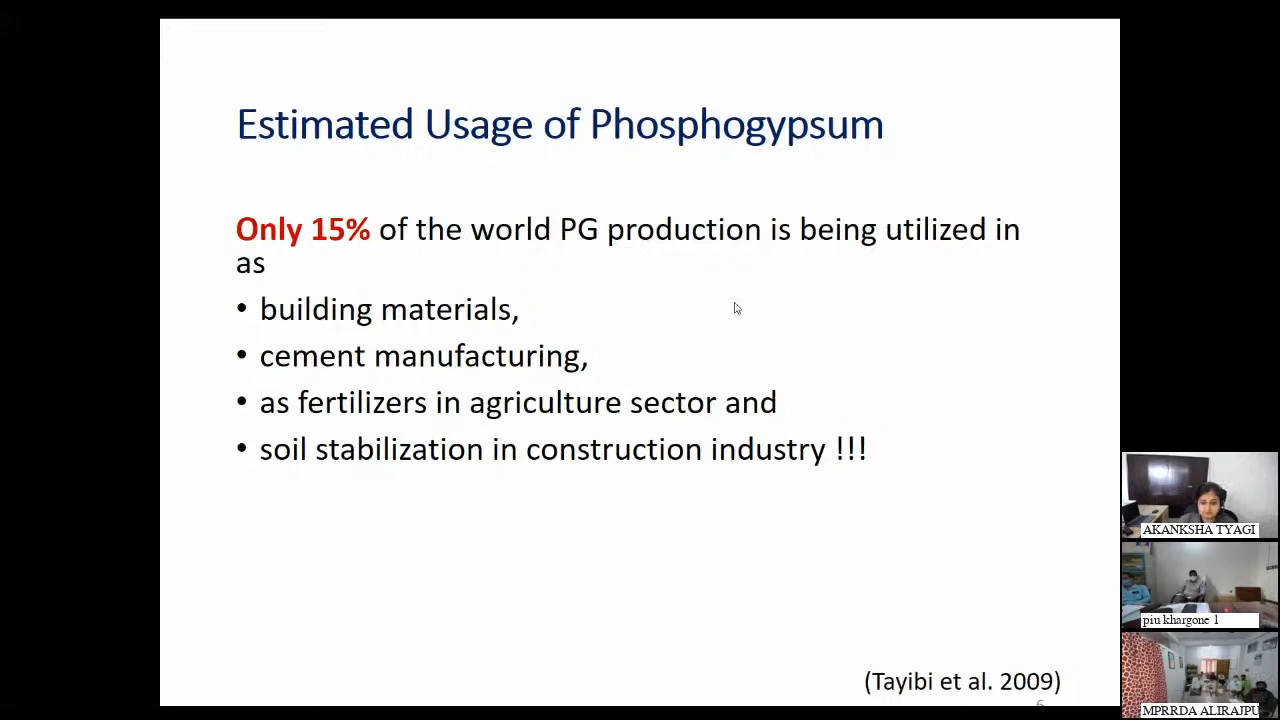 Estimated Usage of Phosphogypsum
Only 15% of the world PG production is being utilized in
as
• building materials,
• cement manufacturing,
• as fertilizers in agriculture sector and
• soil stabilization in construction industry !!!
(Tayibi et al. 2009)
6
AKANKSHA TYAGI
piu khargone 1
MPRRDA ALIRAJPU